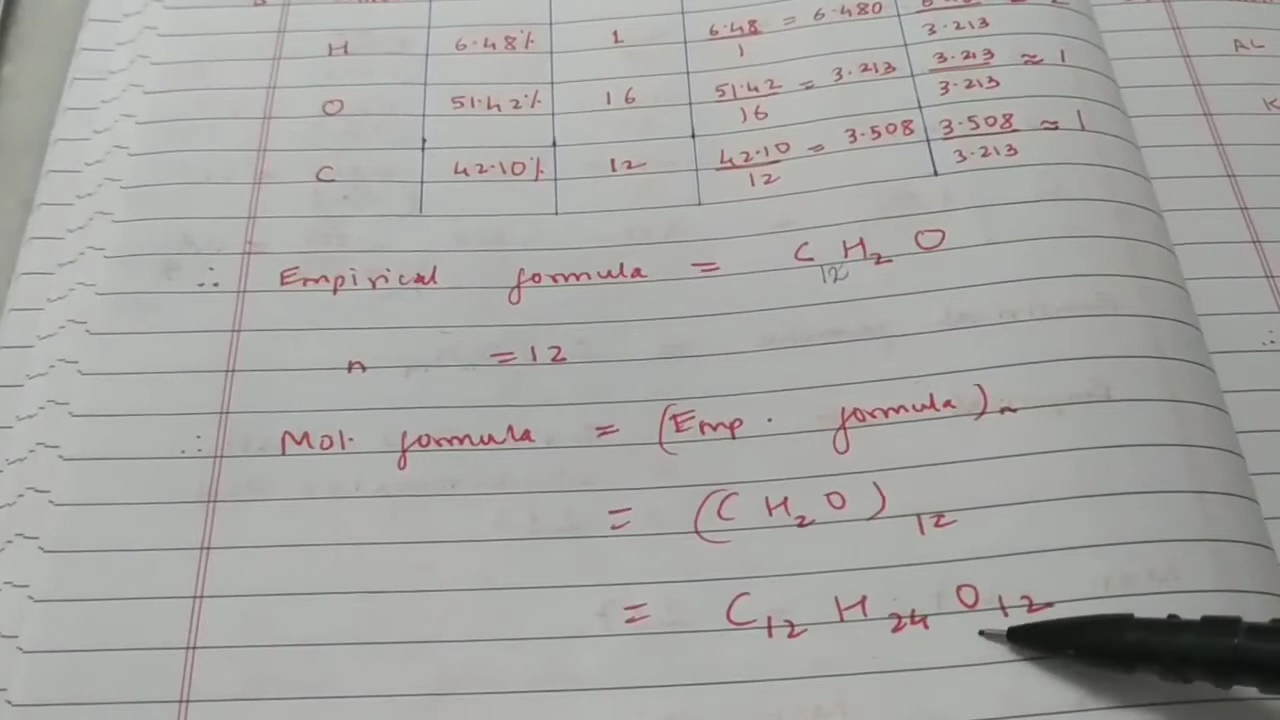 H 6.48% 1 6.48/1 = 6.480 3.213
O 51.42% 16 51.42/16 = 3.213 3.213/3.213 ≈ 1
C 42.10% 12 42.10/12 = 3.508 3.508/3.213 ≈ 1
∴ Empirical formula = CH₂O
12
n = 12
∴ Mol. formula = (Emp. formula)n
= (CH₂O)₁₂
= C₁₂H₂₄O₁₂
AL
K
∴